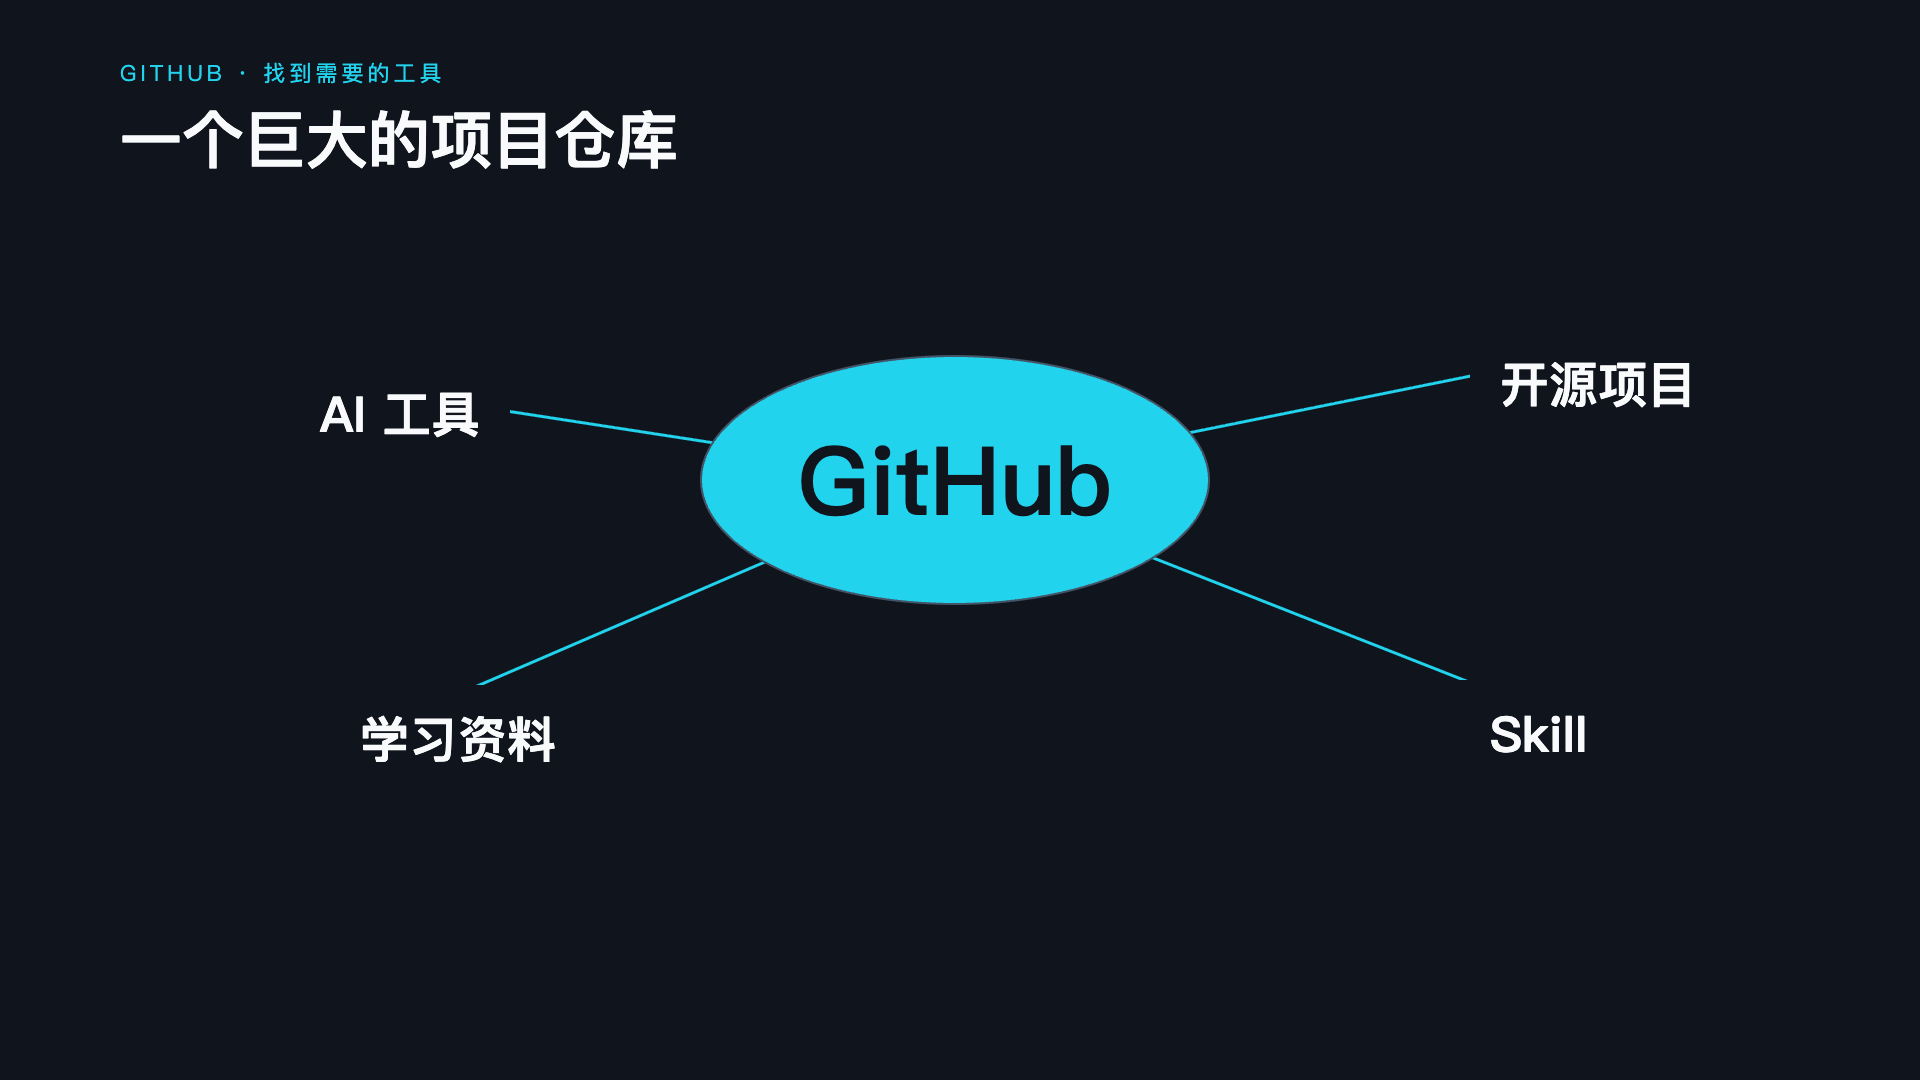 GITHUB · 找到需要的工具
一个巨大的项目仓库
AI 工具
开源项目
GitHub
学习资料
Skill